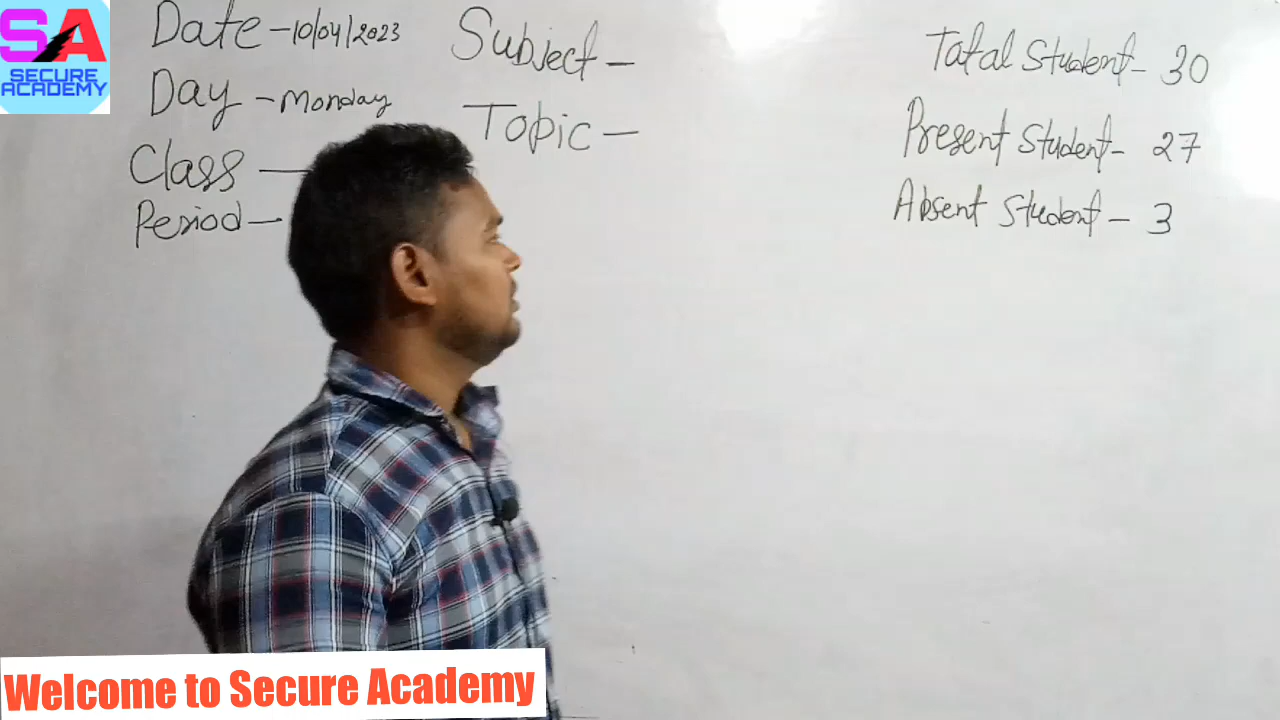 SA
SECURE
ACADEMY
Date - 10/04/2023
Day - Monday
Class -
Period -
Subject -
Topic -
Total Student - 30
Present Student - 27
Absent Student - 3
Welcome to Secure Academy